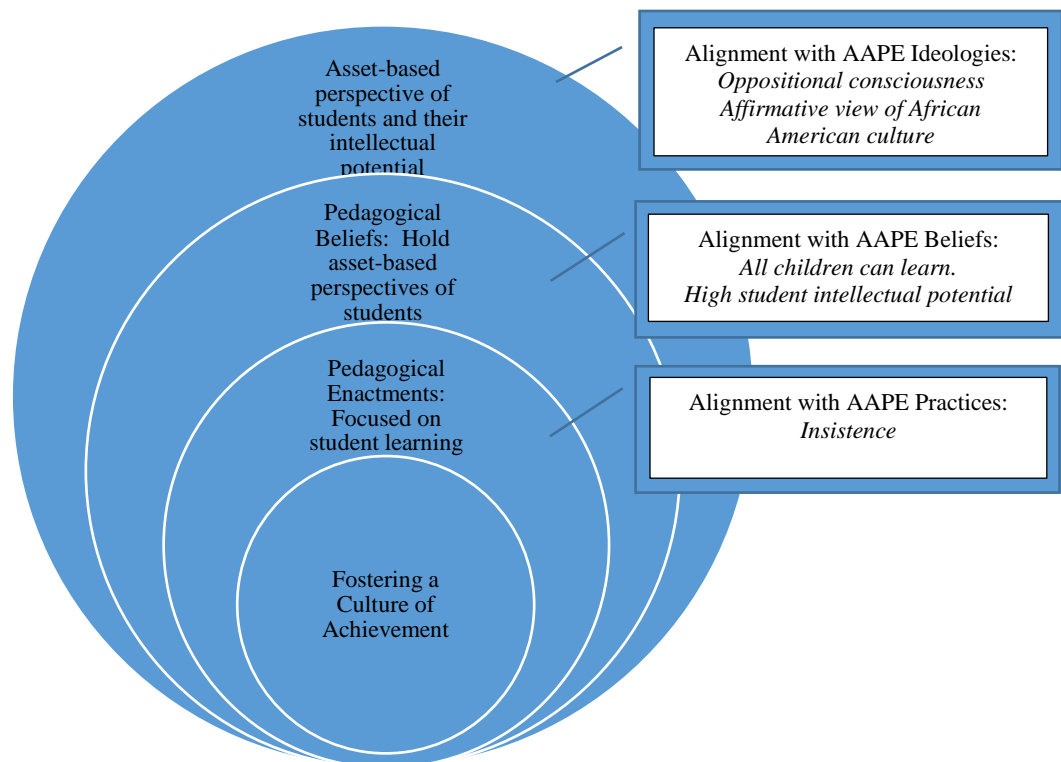 Asset-based
perspective of
students and their
intellectual
potential
Alignment with AAPE Ideologies:
Oppositional consciousness
Affirmative view of African
American culture
Pedagogical
Beliefs: Hold
asset-based
perspectives of
students
Alignment with AAPE Beliefs:
All children can learn.
High student intellectual potential
Pedagogical
Enactments:
Focused on
student learning
Alignment with AAPE Practices:
Insistence
Fostering a
Culture of
Achievement